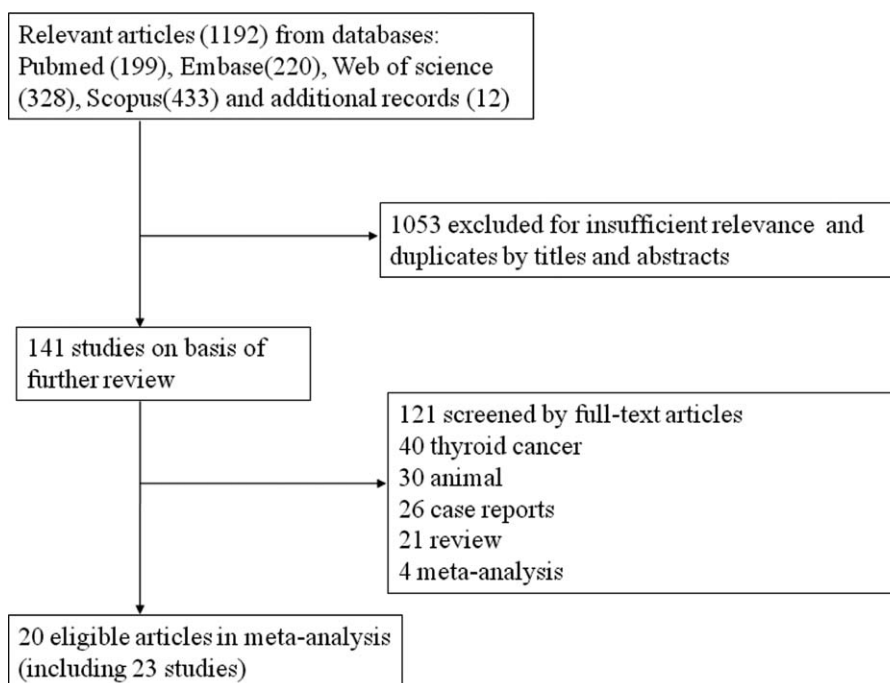 Relevant articles (1192) from databases:
Pubmed (199), Embase(220), Web of science
(328), Scopus(433) and additional records (12)
1053 excluded for insufficient relevance and
duplicates by titles and abstracts
141 studies on basis of
further review
121 screened by full-text articles
40 thyroid cancer
30 animal
26 case reports
21 review
4 meta-analysis
20 eligible articles in meta-analysis
(including 23 studies)